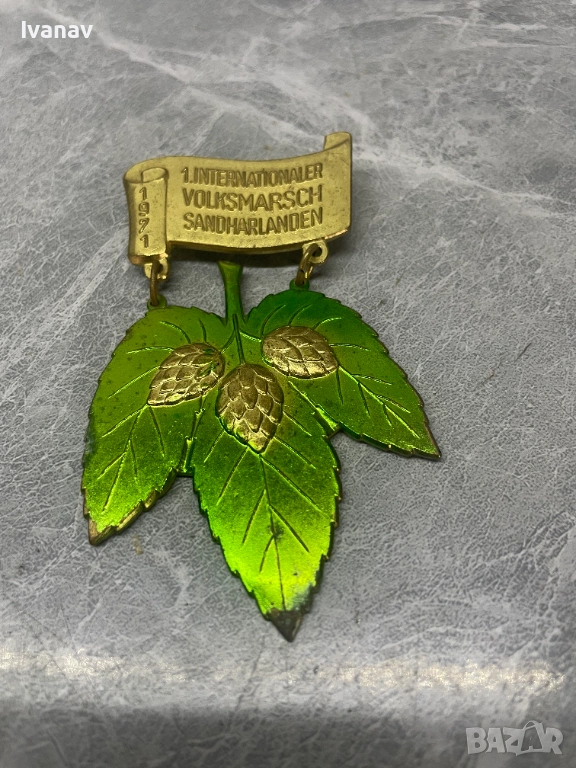 Ivanav
1971
1.INTERNATIONALER
VOLKSMARSCH
SANDHARLANDEN
BAZAR